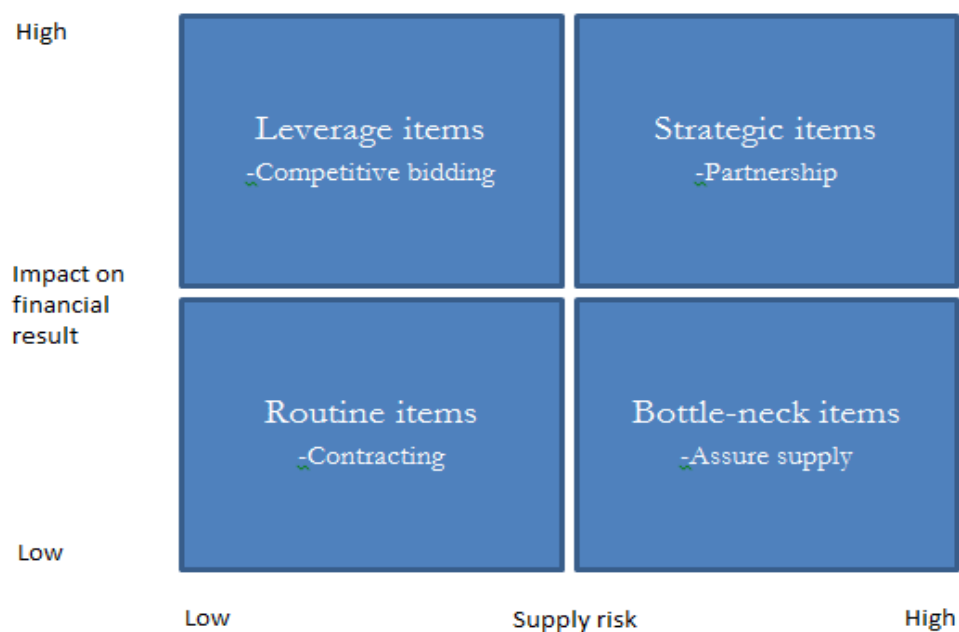 High
Leverage items
-Competitive bidding
Strategic items
-Partnership
Impact on
financial
result
Routine items
-Contracting
Bottle-neck items
-Assure supply
Low
Low
Supply risk
High